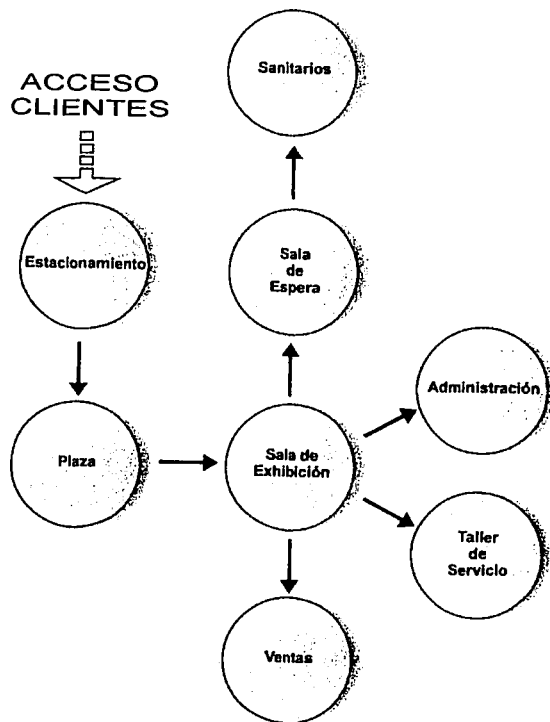 ACCESO
CLIENTES
Sanitarios
Estacionamiento
Sala
de
Espera
Administración
Plaza
Sala de
Exhibición
Taller
de
Servicio
Ventas